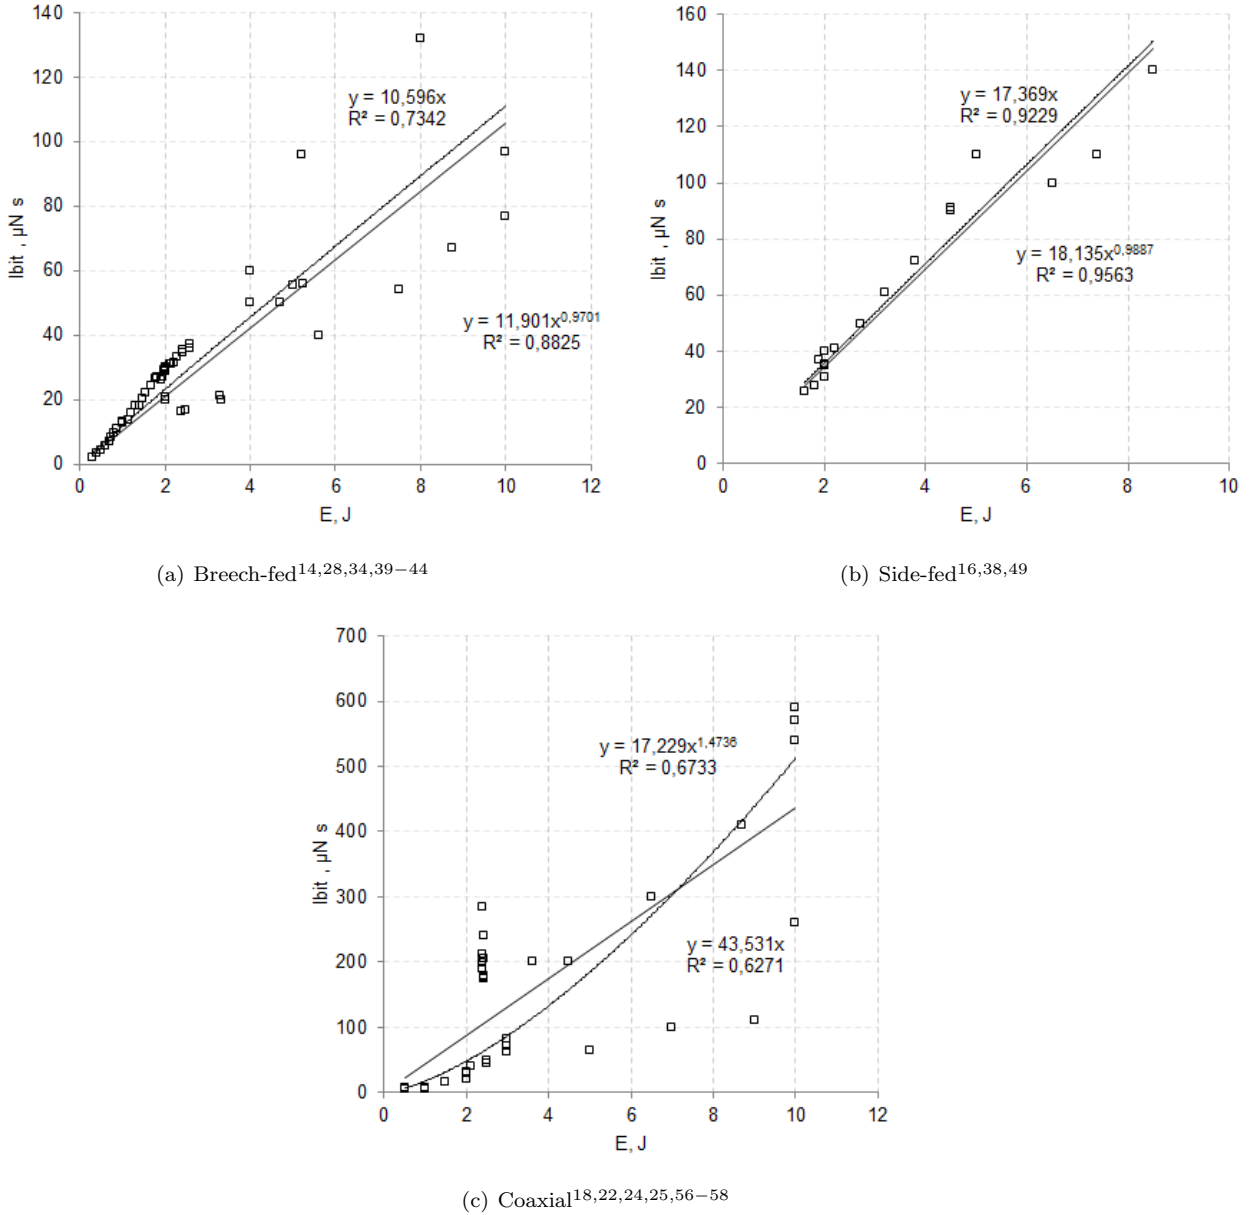 140
120
100
80
60
40
20
0
Ibit , µN s
y = 10,596x
R² = 0,7342
y = 11,901x^0,9701
R² = 0,8825
0 2 4 6 8 10 12
E, J
(a) Breech-fed^14,28,34,39−44
160
140
120
100
80
60
40
20
0
Ibit, µN s
y = 17,369x
R² = 0,9229
y = 18,135x^0,9887
R² = 0,9563
0 2 4 6 8 10
E, J
(b) Side-fed^16,38,49
700
600
500
400
300
200
100
0
Ibit, µN s
y = 17,229x^1,4736
R² = 0,6733
y = 43,531x
R² = 0,6271
0 2 4 6 8 10 12
E, J
(c) Coaxial^18,22,24,25,56−58